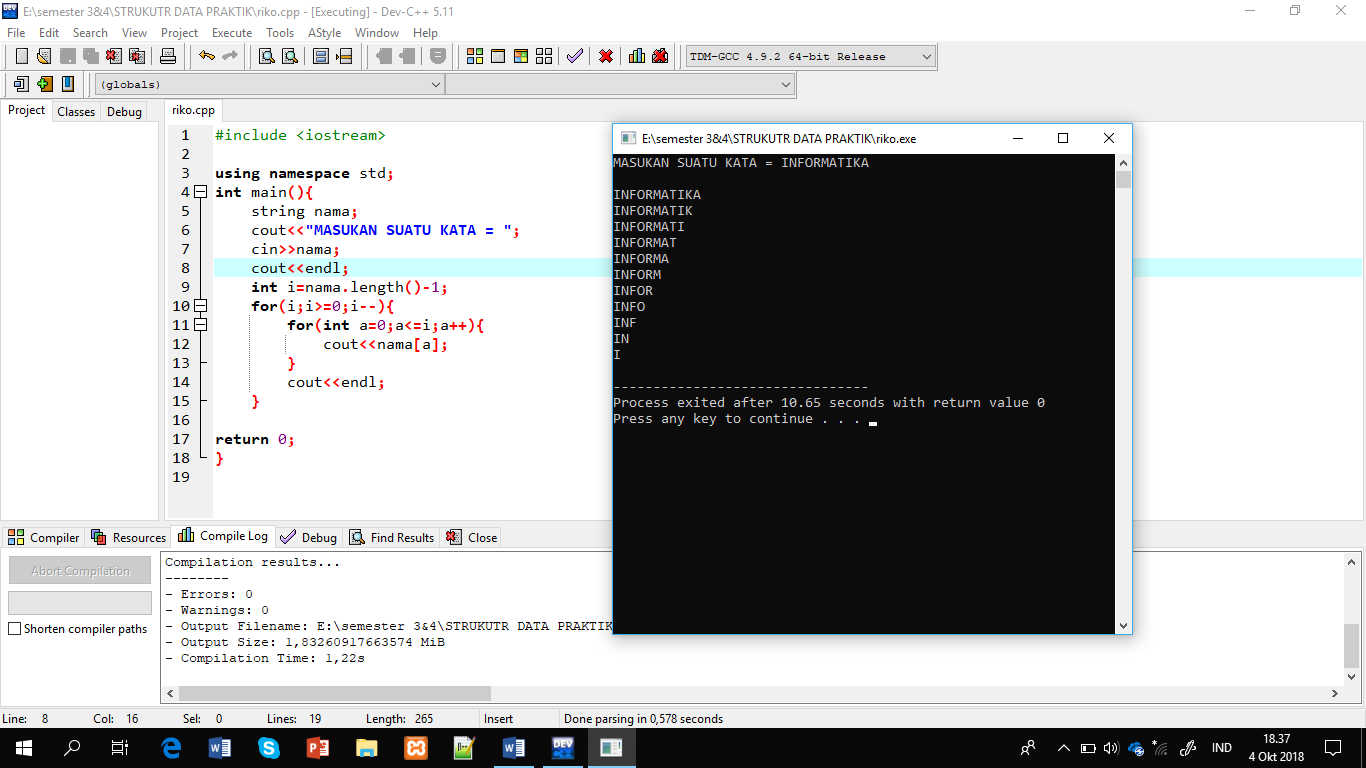 E:\semester 3&4\STRUKUTR DATA PRAKTIK\riko.cpp - [Executing] - Dev-C++ 5.11
File Edit Search View Project Execute Tools AStyle Window Help
TDM-GCC 4.9.2 64-bit Release
(globals)
Project Classes Debug
riko.cpp
1 #include <iostream>
2
3 using namespace std;
4 int main(){
5 string nama;
6 cout<<"MASUKAN SUATU KATA = ";
7 cin>>nama;
8 cout<<endl;
9 int i=nama.length()-1;
10 for(i;i>=0;i--){
11 for(int a=0;a<=i;a++){
12 cout<<nama[a];
13 }
14 cout<<endl;
15 }
16
17 return 0;
18 }
19
E:\semester 3&4\STRUKUTR DATA PRAKTIK\riko.exe
MASUKAN SUATU KATA = INFORMATIKA
INFORMATIKA
INFORMATIK
INFORMATI
INFORMAT
INFORMA
INFORM
INFOR
INFO
INF
IN
I
--------------------------------
Process exited after 10.65 seconds with return value 0
Press any key to continue . . .
Compiler Resources Compile Log Debug Find Results Close
Abort Compilation
Shorten compiler paths
Compilation results...
--------
- Errors: 0
- Warnings: 0
- Output Filename: E:\semester 3&4\STRUKUTR DATA PRAKTIK
- Output Size: 1,83260917663574 MiB
- Compilation Time: 1,22s
Line: 8 Col: 16 Sel: 0 Lines: 19 Length: 265 Insert Done parsing in 0,578 seconds
IND
18.37
4 Okt 2018